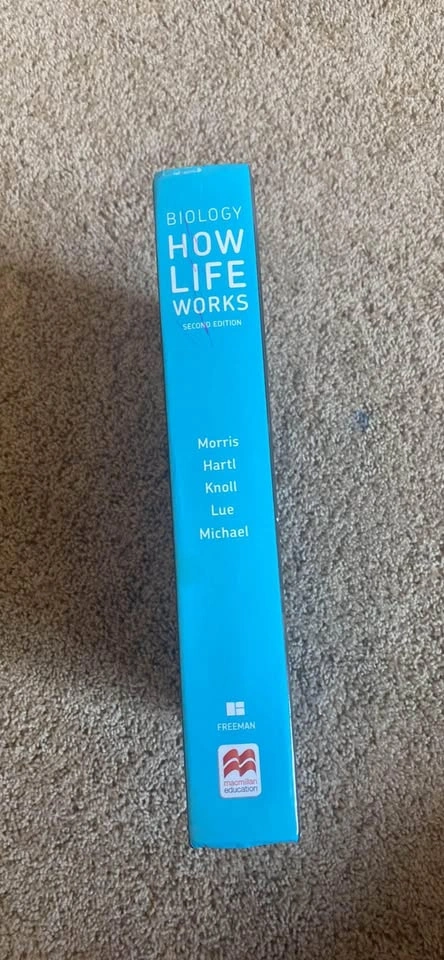 BIOLOGY
HOW
LIFE
WORKS
SECOND EDITION
Morris
Hartl
Knoll
Lue
Michael
FREEMAN
macmillan
education